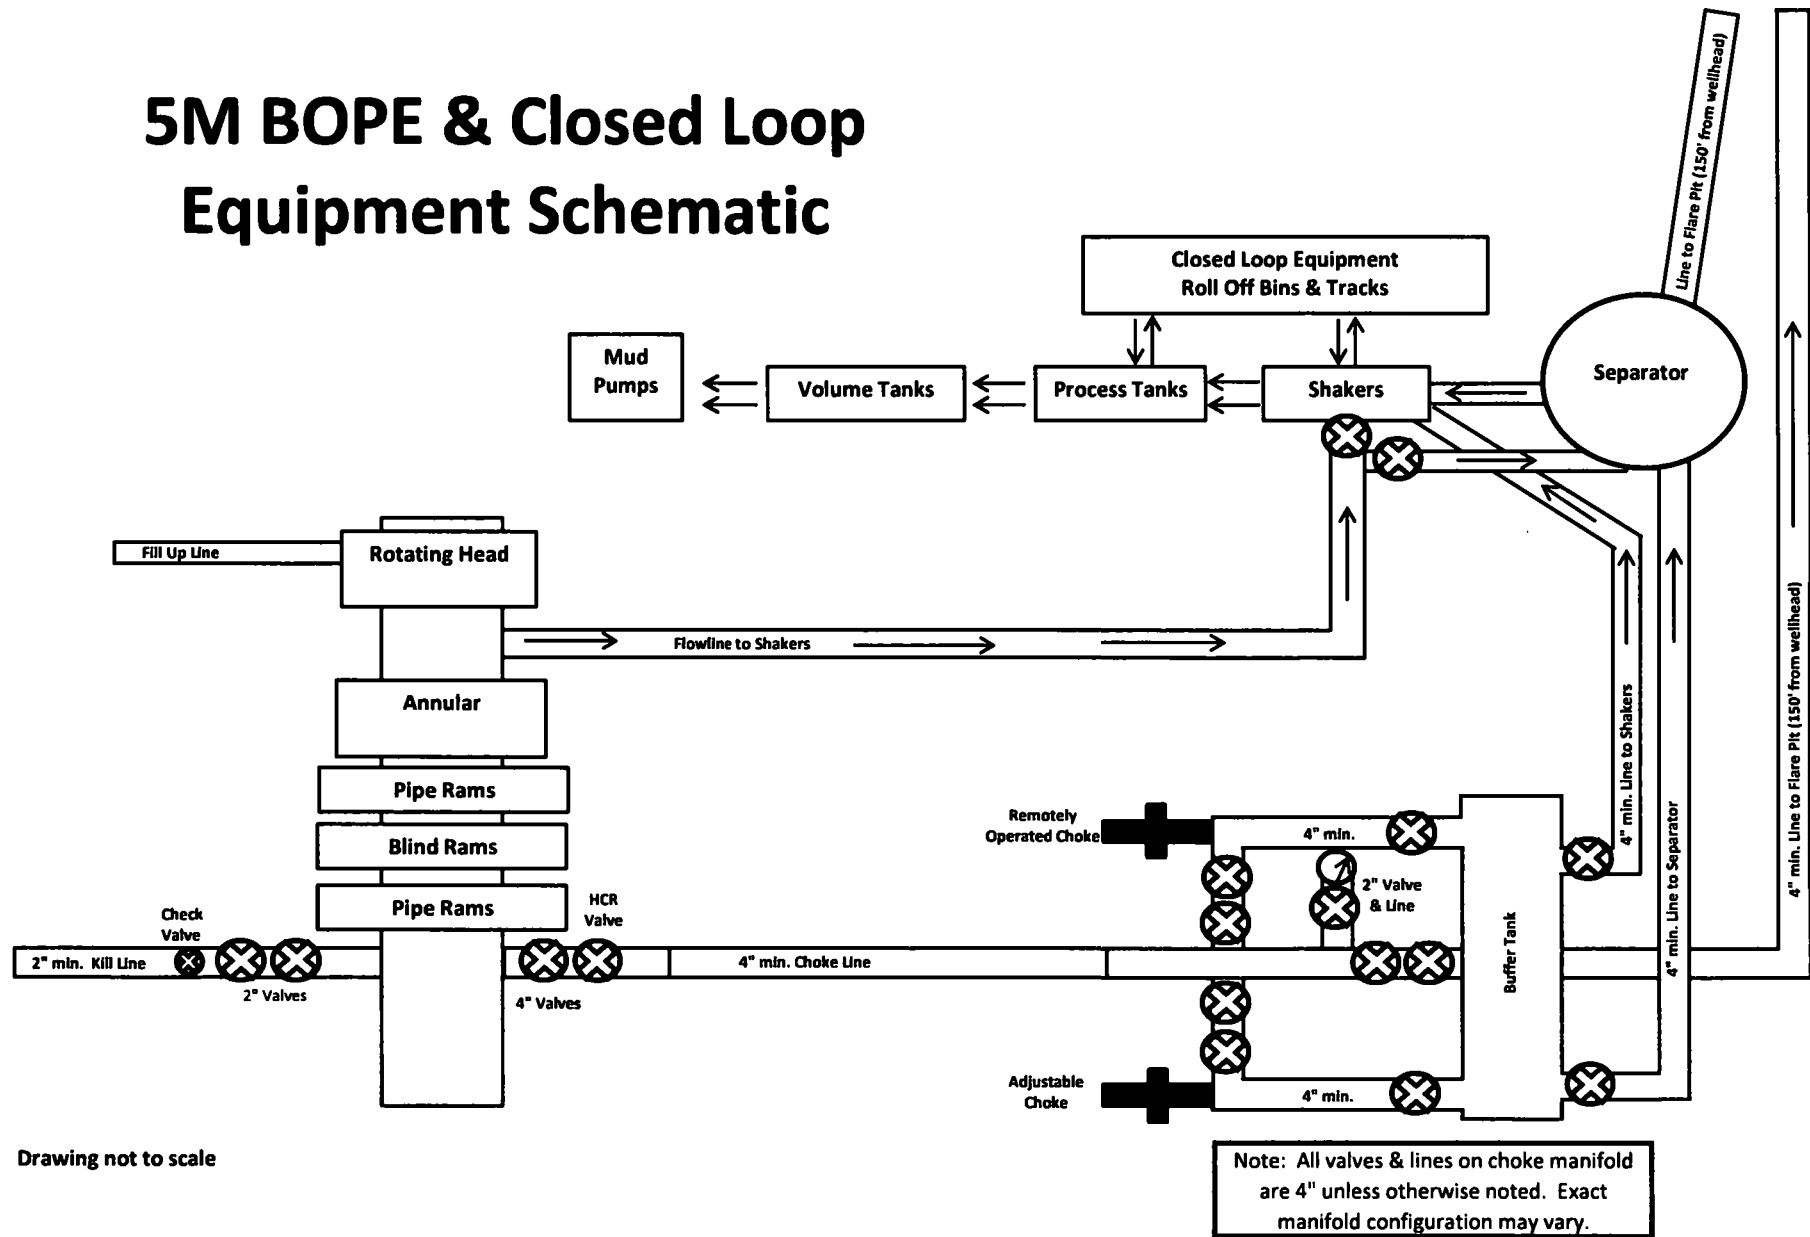 5M BOPE & Closed Loop
Equipment Schematic
Line to Flare Pit (150' from wellhead)
Closed Loop Equipment
Roll Off Bins & Tracks
Mud
Pumps
Volume Tanks
Process Tanks
Shakers
Separator
Fill Up Line
Rotating Head
Flowline to Shakers
Annular
Pipe Rams
Blind Rams
Pipe Rams
Check
Valve
HCR
Valve
2" min. Kill Line
2" Valves
4" Valves
4" min. Choke Line
Remotely
Operated Choke
4" min.
2" Valve
& Line
Buffer Tank
4" min. Line to Shakers
4" min. Line to Separator
4" min. Line to Flare Pit (150' from wellhead)
Adjustable
Choke
4" min.
Drawing not to scale
Note: All valves & lines on choke manifold
are 4" unless otherwise noted. Exact
manifold configuration may vary.